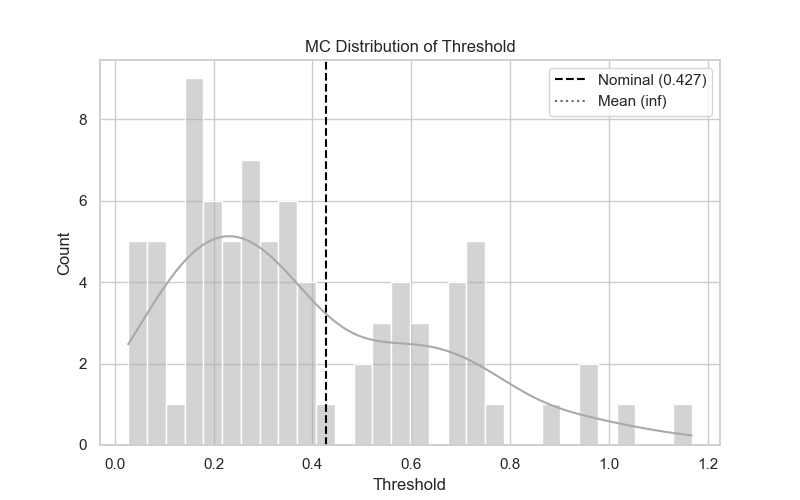 MC Distribution of Threshold
Nominal (0.427)
Mean (inf)
Count
8
6
4
2
0
0.0 0.2 0.4 0.6 0.8 1.0 1.2
Threshold